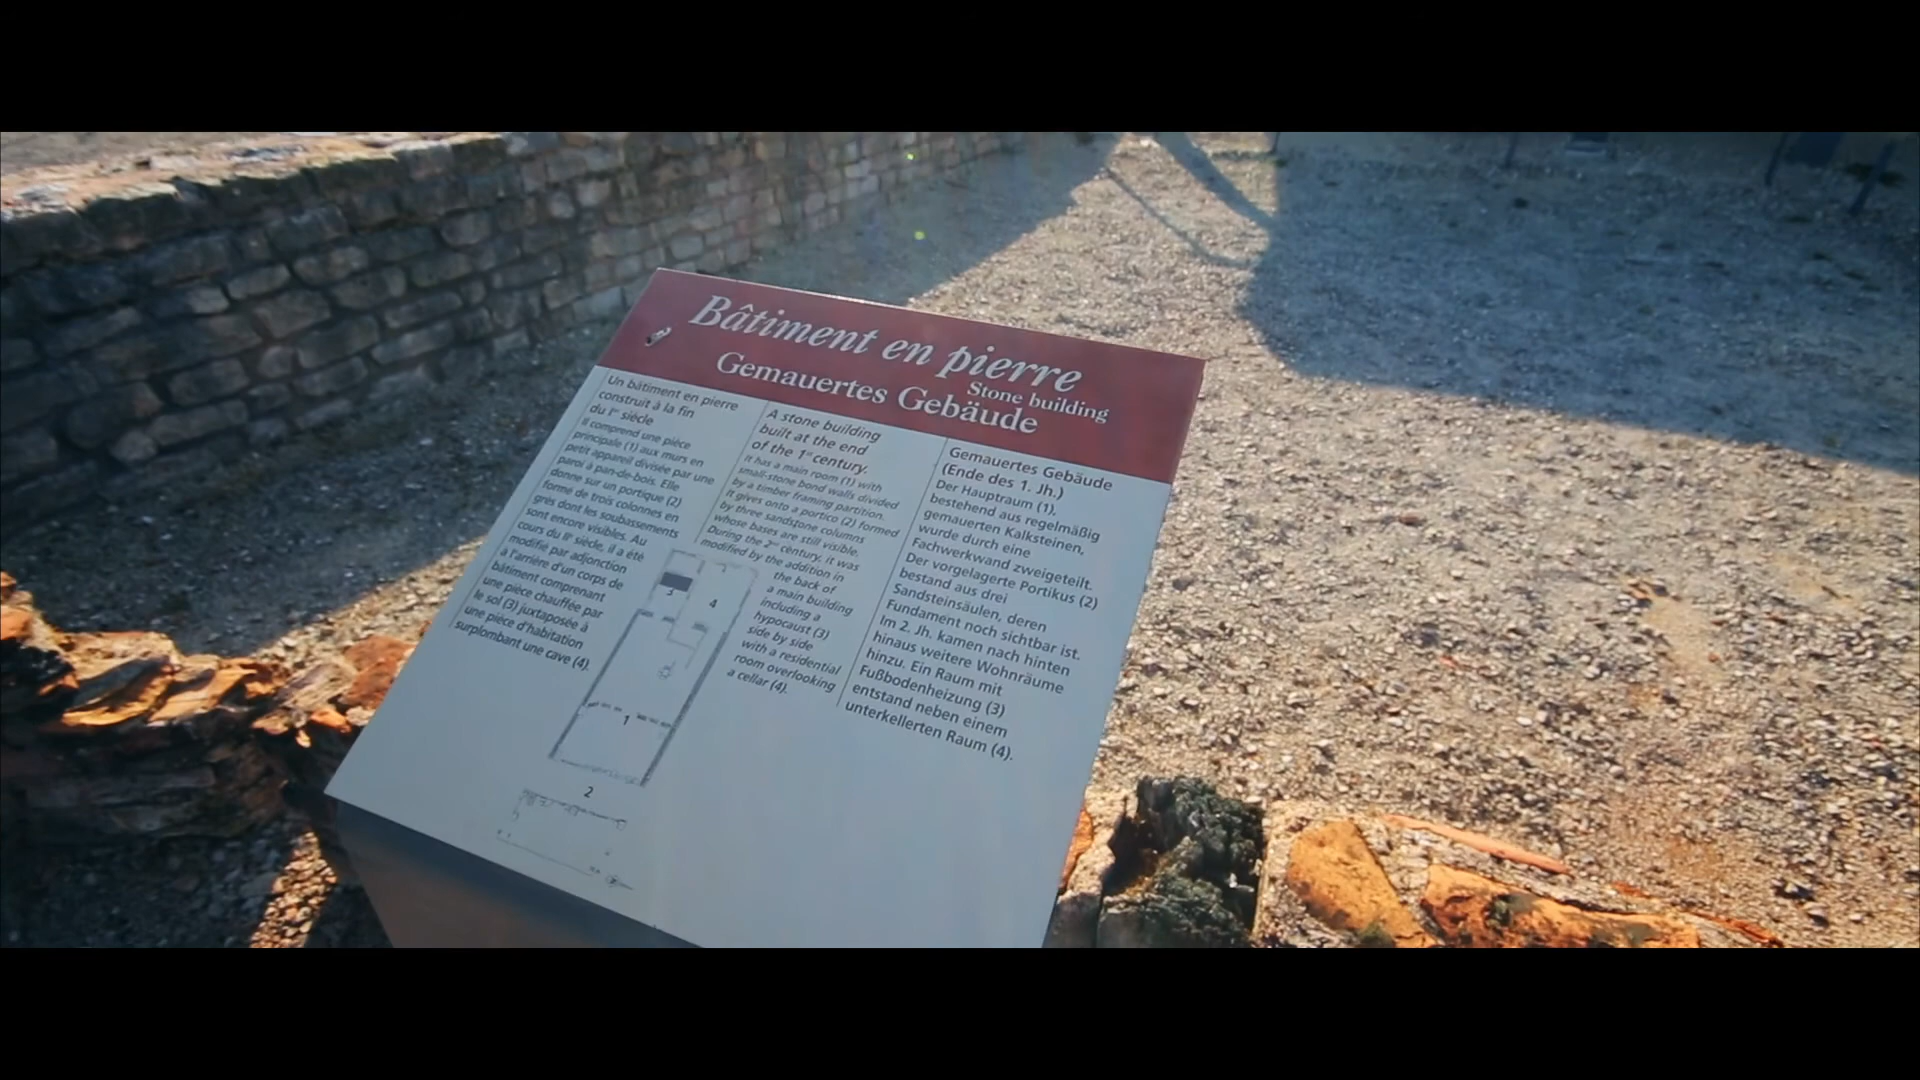 Bâtiment en pierre
Stone building
Gemauertes Gebäude
Un bâtiment en pierre
construit à la fin
du Iᵉʳ siècle
Il comprend une pièce
principale (1) aux murs en
petit appareil divisée par une
paroi à pan-de-bois. Elle
donne sur un portique (2)
formé de trois colonnes en
grés dont les soubassements
sont encore visibles. Au
cours du IIᵉ siècle, il a été
modifié par adjonction
à l'arrière d'un corps de
bâtiment comprenant
une pièce chauffée par
le sol (3) juxtaposée à
une pièce d'habitation
surplombant une cave (4).
A stone building
built at the end
of the 1ˢᵗ century.
It has a main room (1) with
small-stone bond walls divided
by a timber framing partition.
It gives onto a portico (2) formed
by three sandstone columns
whose bases are still visible.
During the 2ⁿᵈ century, it was
modified by the addition in
the back of
a main building
including a
hypocaust (3)
side by side
with a residential
room overlooking
a cellar (4).
Gemauertes Gebäude
(Ende des 1. Jh.)
Der Hauptraum (1),
bestehend aus regelmäßig
gemauerten Kalksteinen,
wurde durch eine
Fachwerkwand zweigeteilt.
Der vorgelagerte Portikus (2)
bestand aus drei
Sandsteinsäulen, deren
Fundament noch sichtbar ist.
Im 2. Jh. kamen nach hinten
hinaus weitere Wohnräume
hinzu. Ein Raum mit
Fußbodenheizung (3)
entstand neben einem
unterkellerten Raum (4).
3
4
1
2